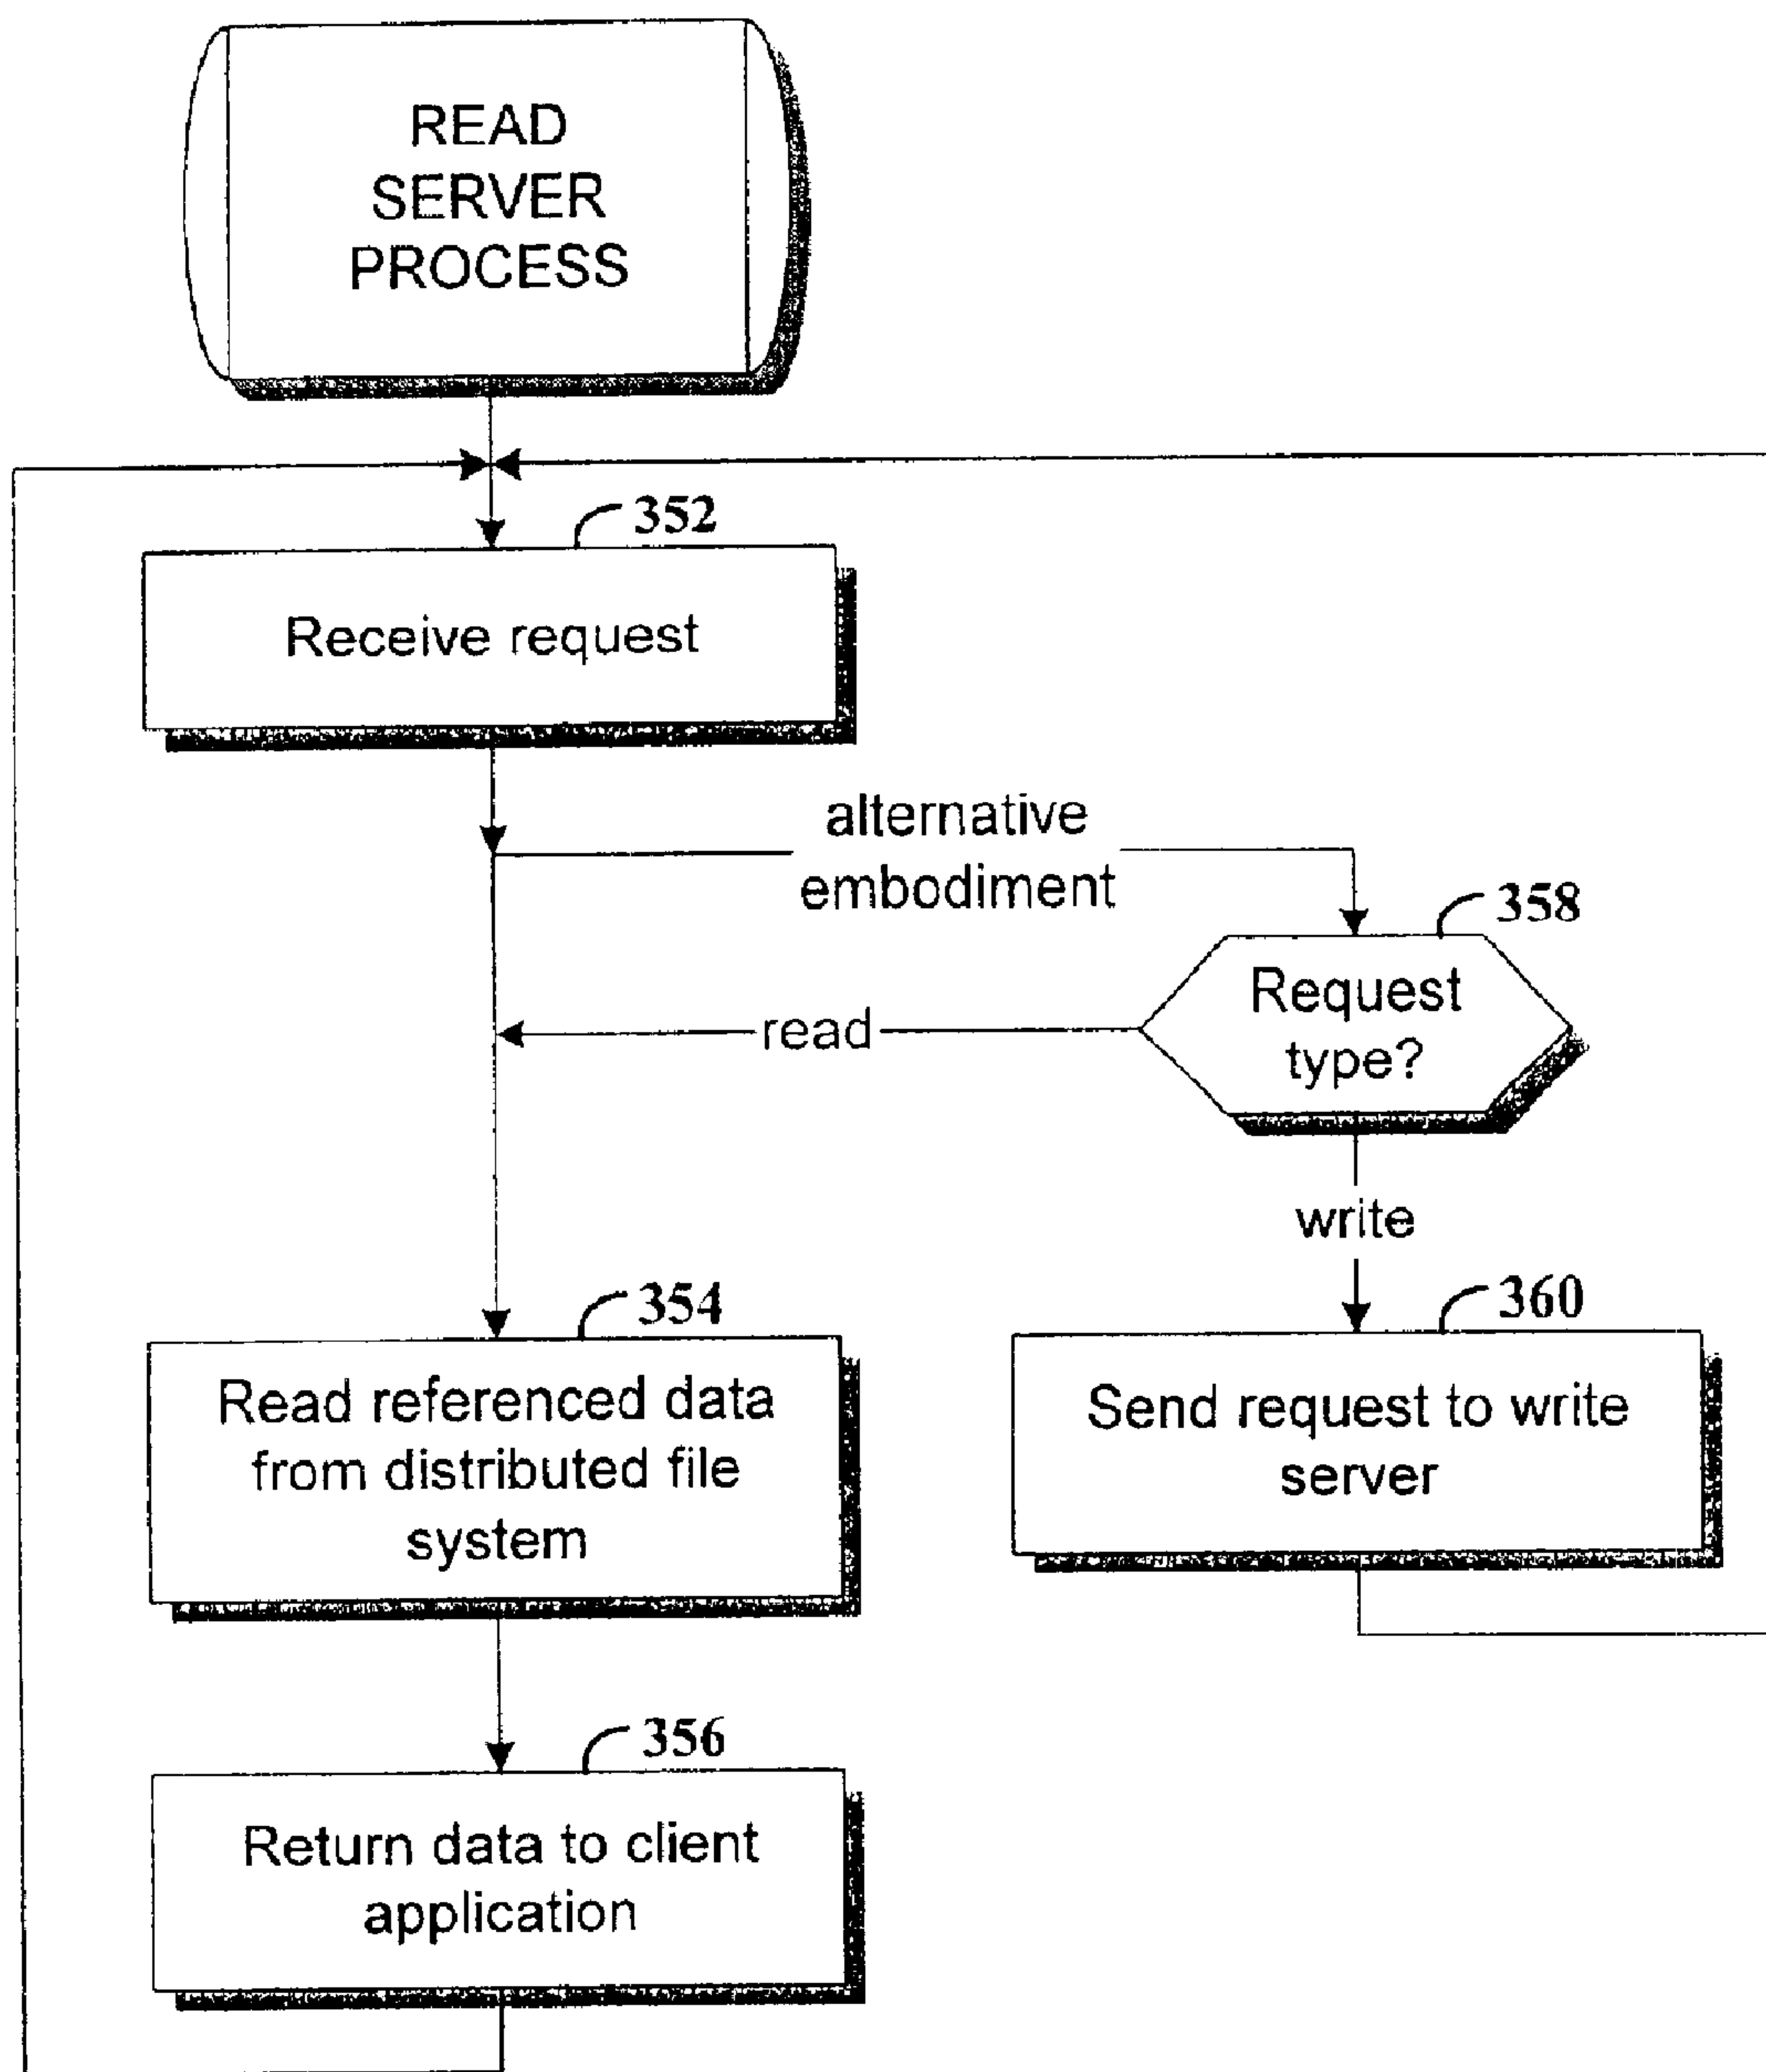 READ
SERVER
PROCESS
352
Receive request
alternative
embodiment
358
Request
type?
read
write
354
Read referenced data
from distributed file
system
360
Send request to write
server
356
Return data to client
application